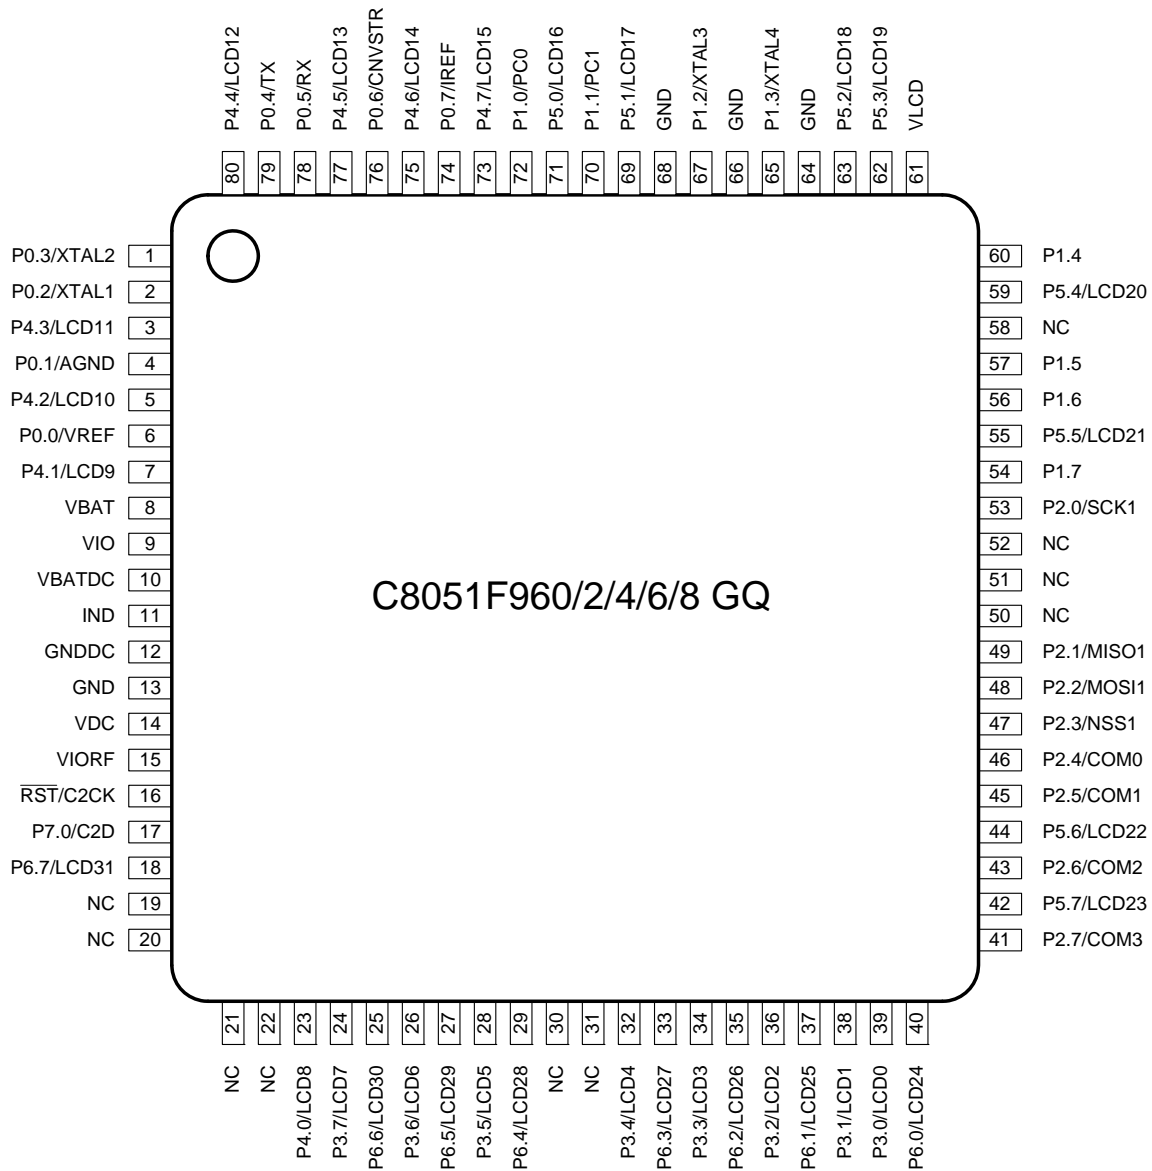 P4.4/LCD12
P0.4/TX
P0.5/RX
P4.5/LCD13
P0.6/CNVSTR
P4.6/LCD14
P0.7/IREF
P4.7/LCD15
P1.0/PC0
P5.0/LCD16
P1.1/PC1
P5.1/LCD17
GND
P1.2/XTAL3
GND
P1.3/XTAL4
GND
P5.2/LCD18
P5.3/LCD19
VLCD
80
79
78
77
76
75
74
73
72
71
70
69
68
67
66
65
64
63
62
61
P0.3/XTAL2 1
P0.2/XTAL1 2
P4.3/LCD11 3
P0.1/AGND 4
P4.2/LCD10 5
P0.0/VREF 6
P4.1/LCD9 7
VBAT 8
VIO 9
VBATDC 10
IND 11
GNDDC 12
GND 13
VDC 14
VIORF 15
RST/C2CK 16
P7.0/C2D 17
P6.7/LCD31 18
NC 19
NC 20
C8051F960/2/4/6/8 GQ
60 P1.4
59 P5.4/LCD20
58 NC
57 P1.5
56 P1.6
55 P5.5/LCD21
54 P1.7
53 P2.0/SCK1
52 NC
51 NC
50 NC
49 P2.1/MISO1
48 P2.2/MOSI1
47 P2.3/NSS1
46 P2.4/COM0
45 P2.5/COM1
44 P5.6/LCD22
43 P2.6/COM2
42 P5.7/LCD23
41 P2.7/COM3
21
22
23
24
25
26
27
28
29
30
31
32
33
34
35
36
37
38
39
40
NC
NC
P4.0/LCD8
P3.7/LCD7
P6.6/LCD30
P3.6/LCD6
P6.5/LCD29
P3.5/LCD5
P6.4/LCD28
NC
NC
P3.4/LCD4
P6.3/LCD27
P3.3/LCD3
P6.2/LCD26
P3.2/LCD2
P6.1/LCD25
P3.1/LCD1
P3.0/LCD0
P6.0/LCD24